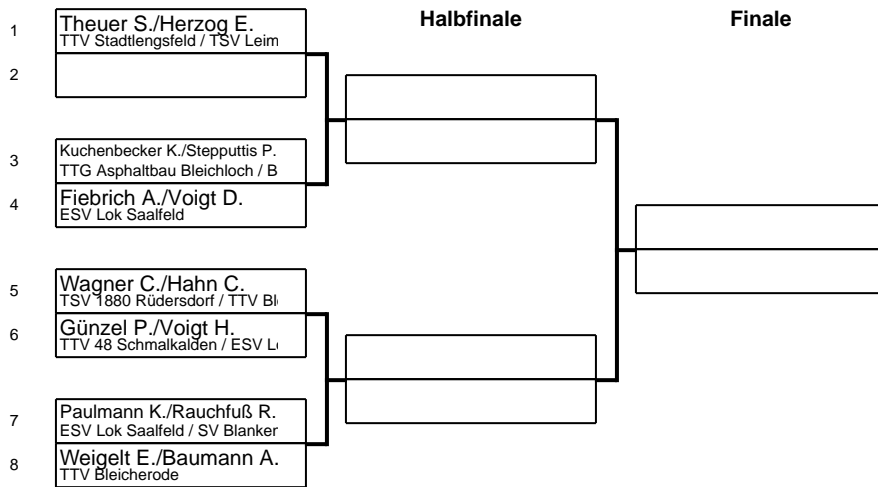 Halbfinale Finale
1 Theuer S./Herzog E.
TTV Stadtlengsfeld / TSV Leim
2
3 Kuchenbecker K./Stepputtis P.
TTG Asphaltbau Bleichloch / B
4 Fiebrich A./Voigt D.
ESV Lok Saalfeld
5 Wagner C./Hahn C.
TSV 1880 Rüdersdorf / TTV Bl
6 Günzel P./Voigt H.
TTV 48 Schmalkalden / ESV L
7 Paulmann K./Rauchfuß R.
ESV Lok Saalfeld / SV Blanken
8 Weigelt E./Baumann A.
TTV Bleicherode